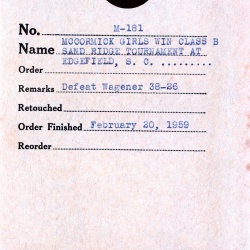 No. M-181
MCCORMICK GIRLS WIN CLASS B
Name SAND RIDGE TOURNAMENT AT
EDGEFIELD, S. C. .........
Order
Remarks Defeat Wagener 38-26
Retouched
Order Finished February 20, 1959
Reorder